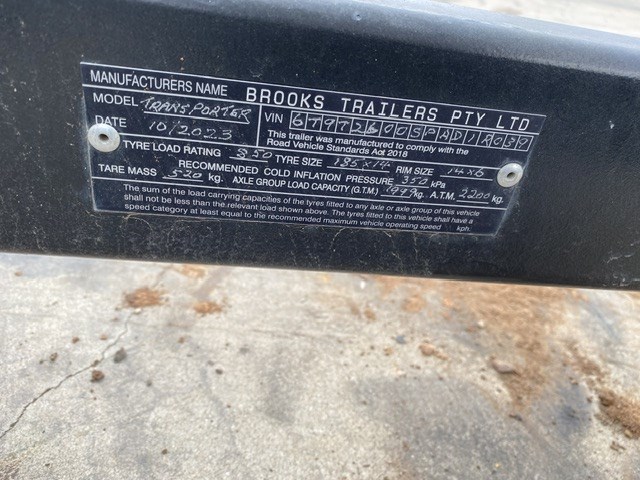 MANUFACTURERS NAME BROOKS TRAILERS PTY LTD
MODEL TRANSPORTER VIN 6T9T2600SPAD1R039
DATE 10/2023 This trailer was manufactured to comply with the
Road Vehicle Standards Act 2018
TYRE LOAD RATING 850 TYRE SIZE 185x14 RIM SIZE 14x6
RECOMMENDED COLD INFLATION PRESSURE 350 kPa
TARE MASS 520 kg. AXLE GROUP LOAD CAPACITY (G.T.M.) 1999kg. A.T.M. 2200kg.
The sum of the load carrying capacities of the tyres fitted to any axle or axle group of this vehicle
shall not be less than the relevant load shown above. The tyres fitted to this vehicle shall have a
speed category at least equal to the recommended maximum vehicle operating speed kph.